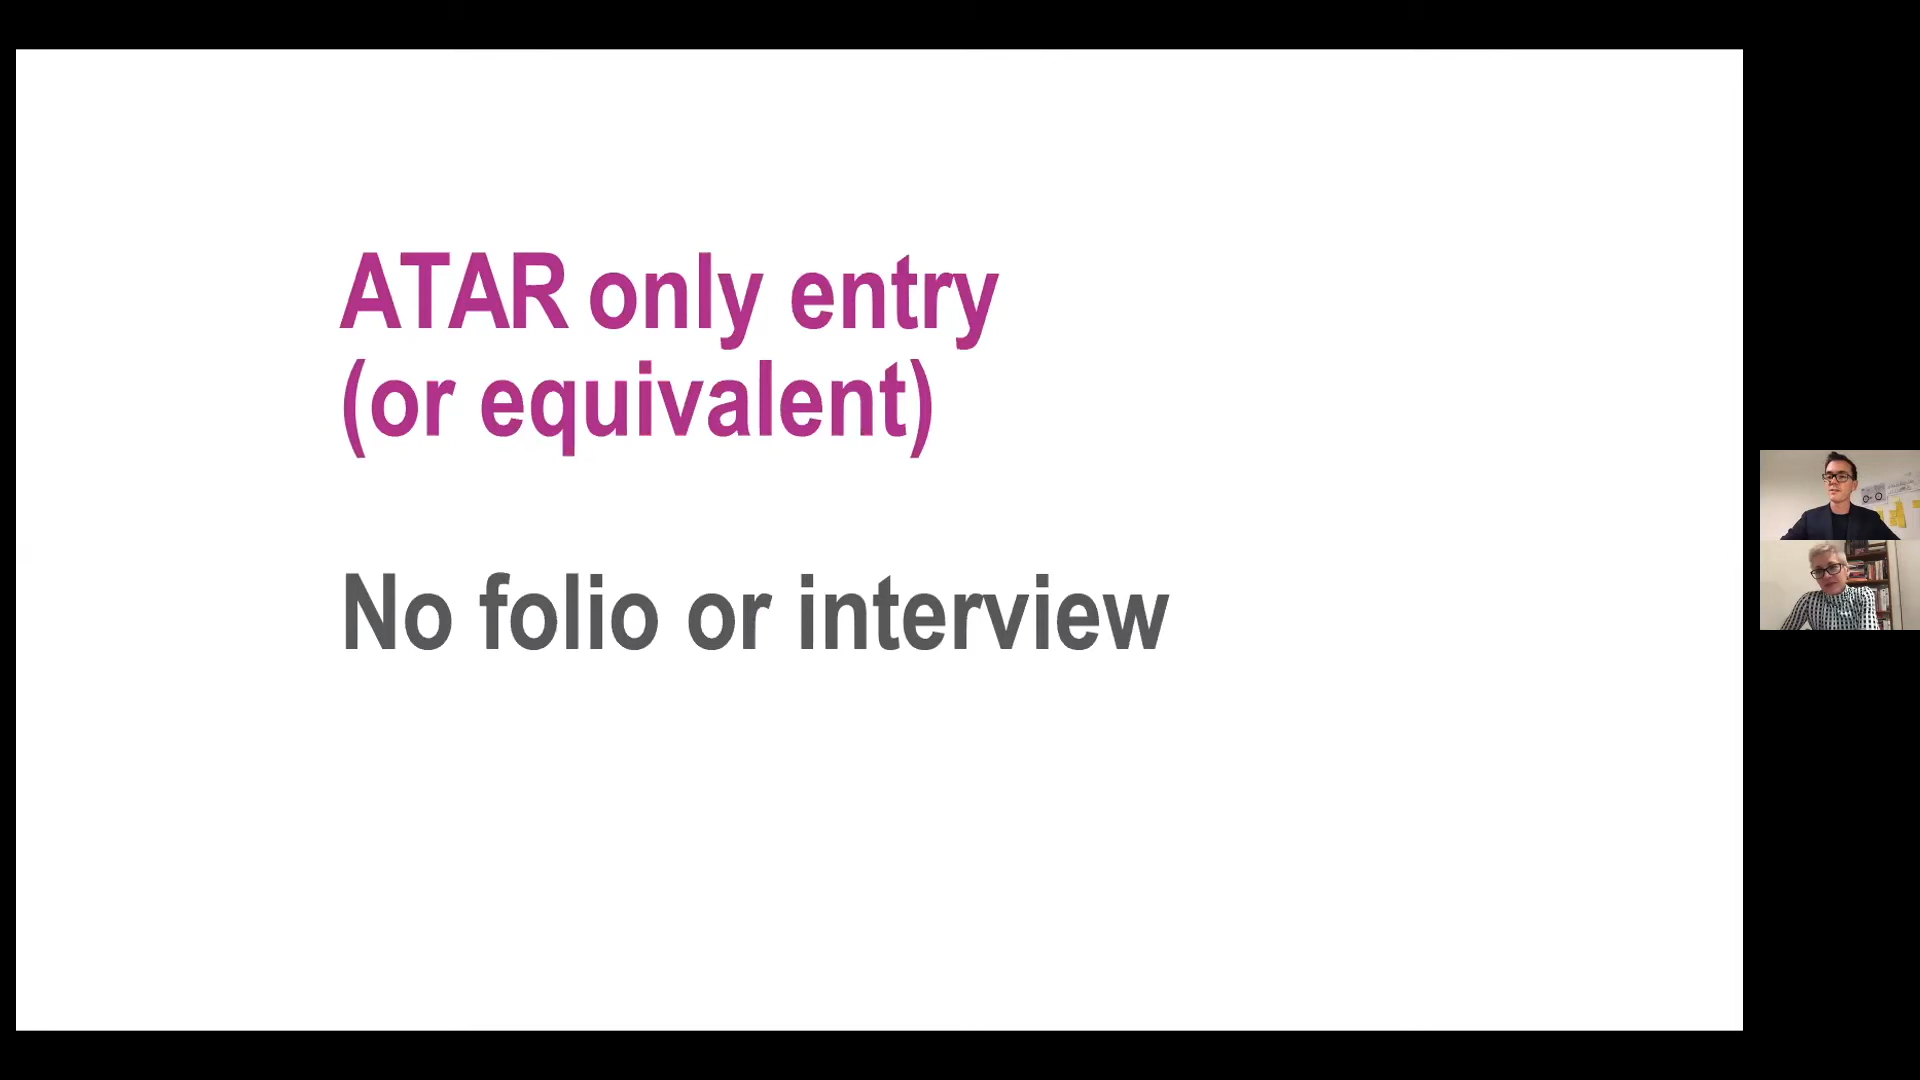 ATAR only entry
(or equivalent)
No folio or interview